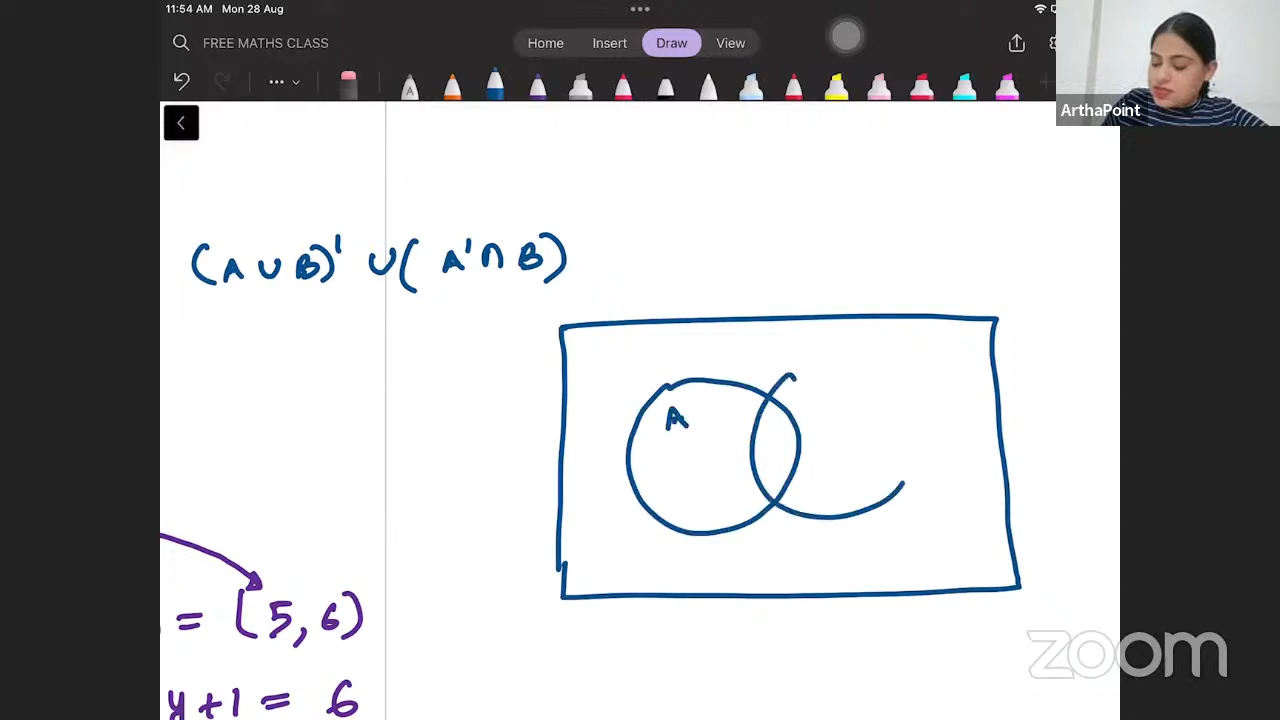 11:54 AM Mon 28 Aug
FREE MATHS CLASS
Home Insert Draw View
A
ArthaPoint
(A ∪ B)' ∪ (A' ∩ B)
A
= [5, 6)
y + 1 = 6
zoom